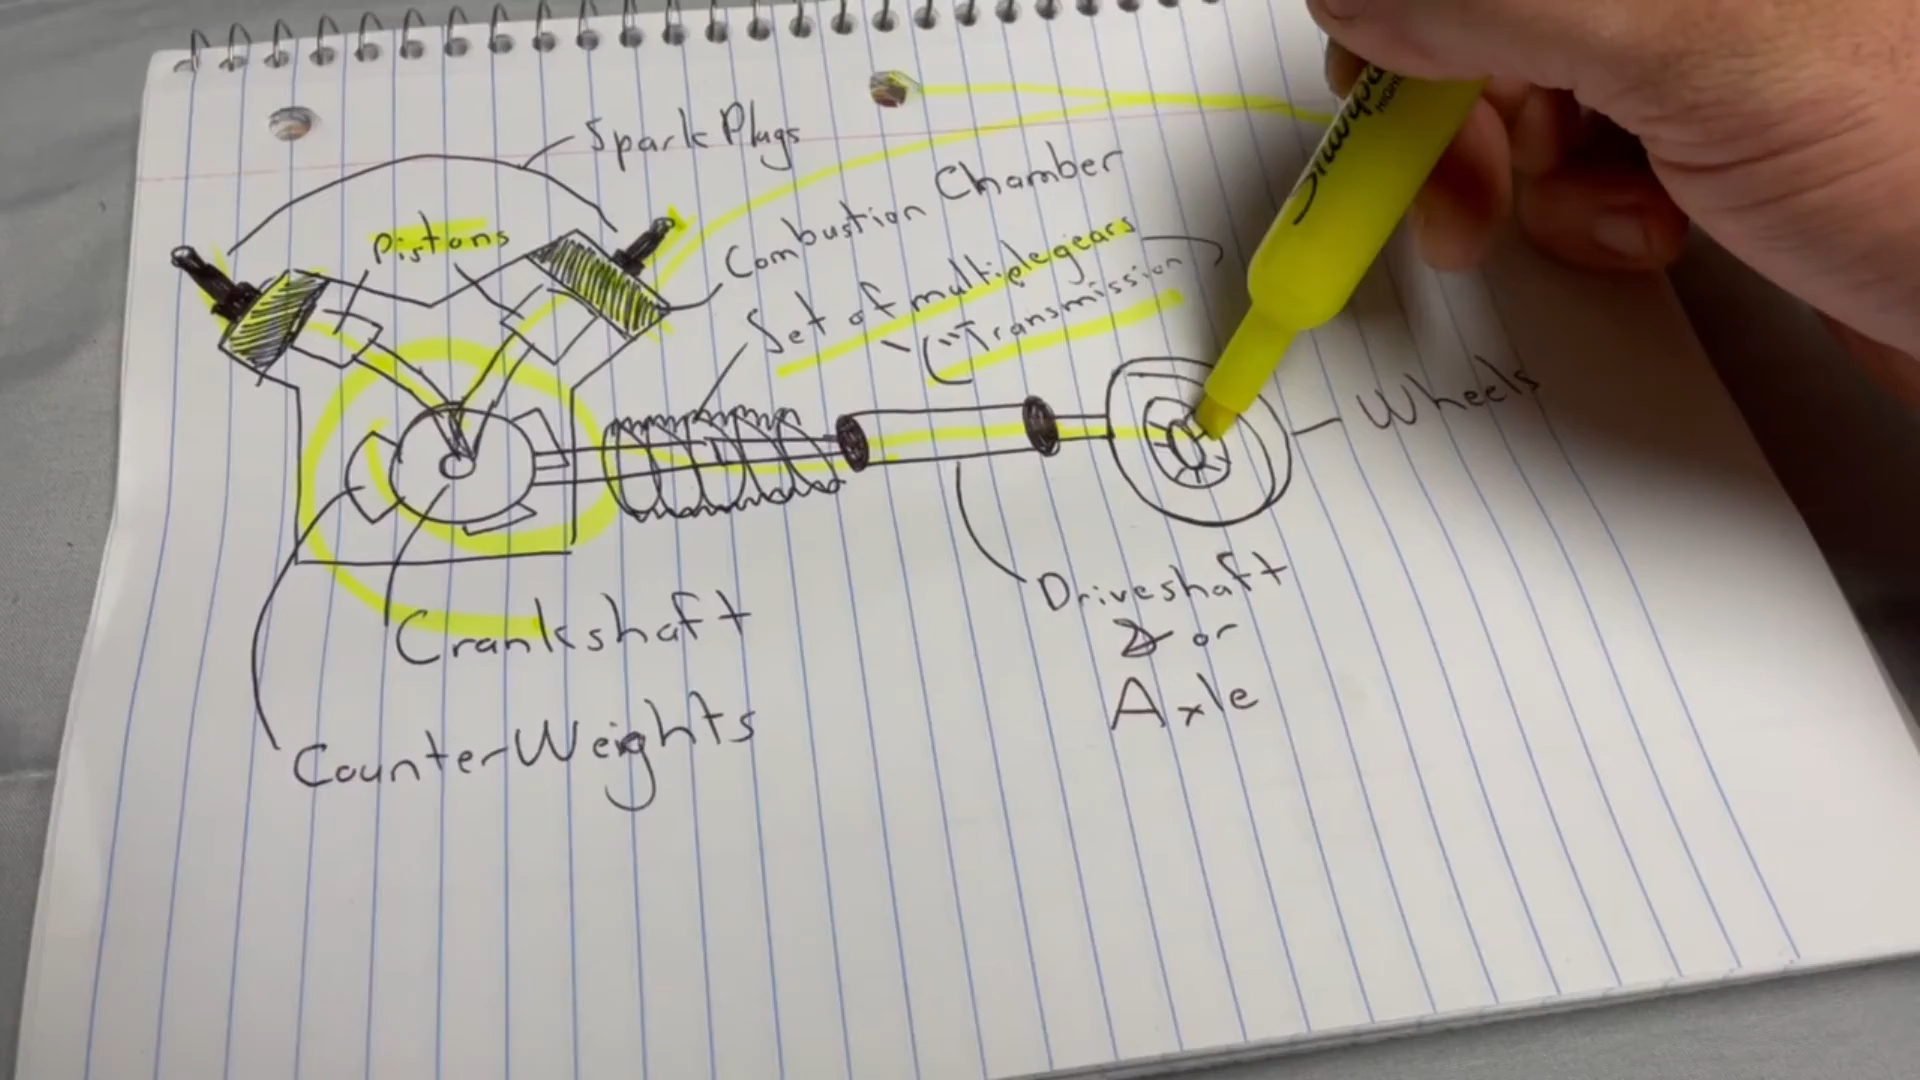 Spark Plugs
Pistons
Combustion Chamber
Set of multiple gears
("Transmission
Wheels
Driveshaft
or
Axle
Crankshaft
CounterWeights